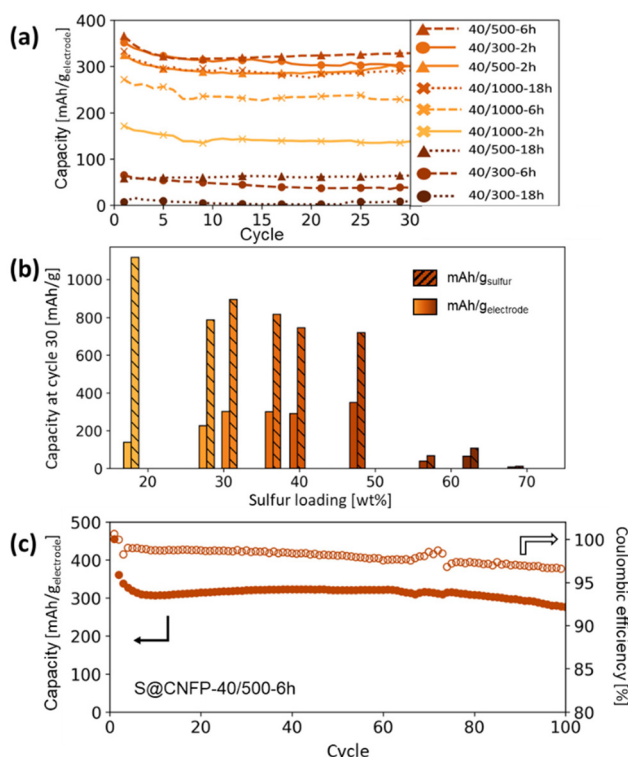 (a)
Capacity [mAh/gelectrode]
400
300
200
100
0
0
5
10
15
20
25
30
Cycle
40/500-6h
40/300-2h
40/500-2h
40/1000-18h
40/1000-6h
40/1000-2h
40/500-18h
40/300-6h
40/300-18h
(b)
Capacity at cycle 30 [mAh/g]
1000
800
600
400
200
0
mAh/gsulfur
mAh/gelectrode
20
30
40
50
60
70
Sulfur loading [wt%]
(c)
Capacity [mAh/gelectrode]
500
400
300
200
100
0
S@CNFP-40/500-6h
0
20
40
60
80
100
Cycle
100
96
92
88
84
80
Coulombic efficiency
[%]